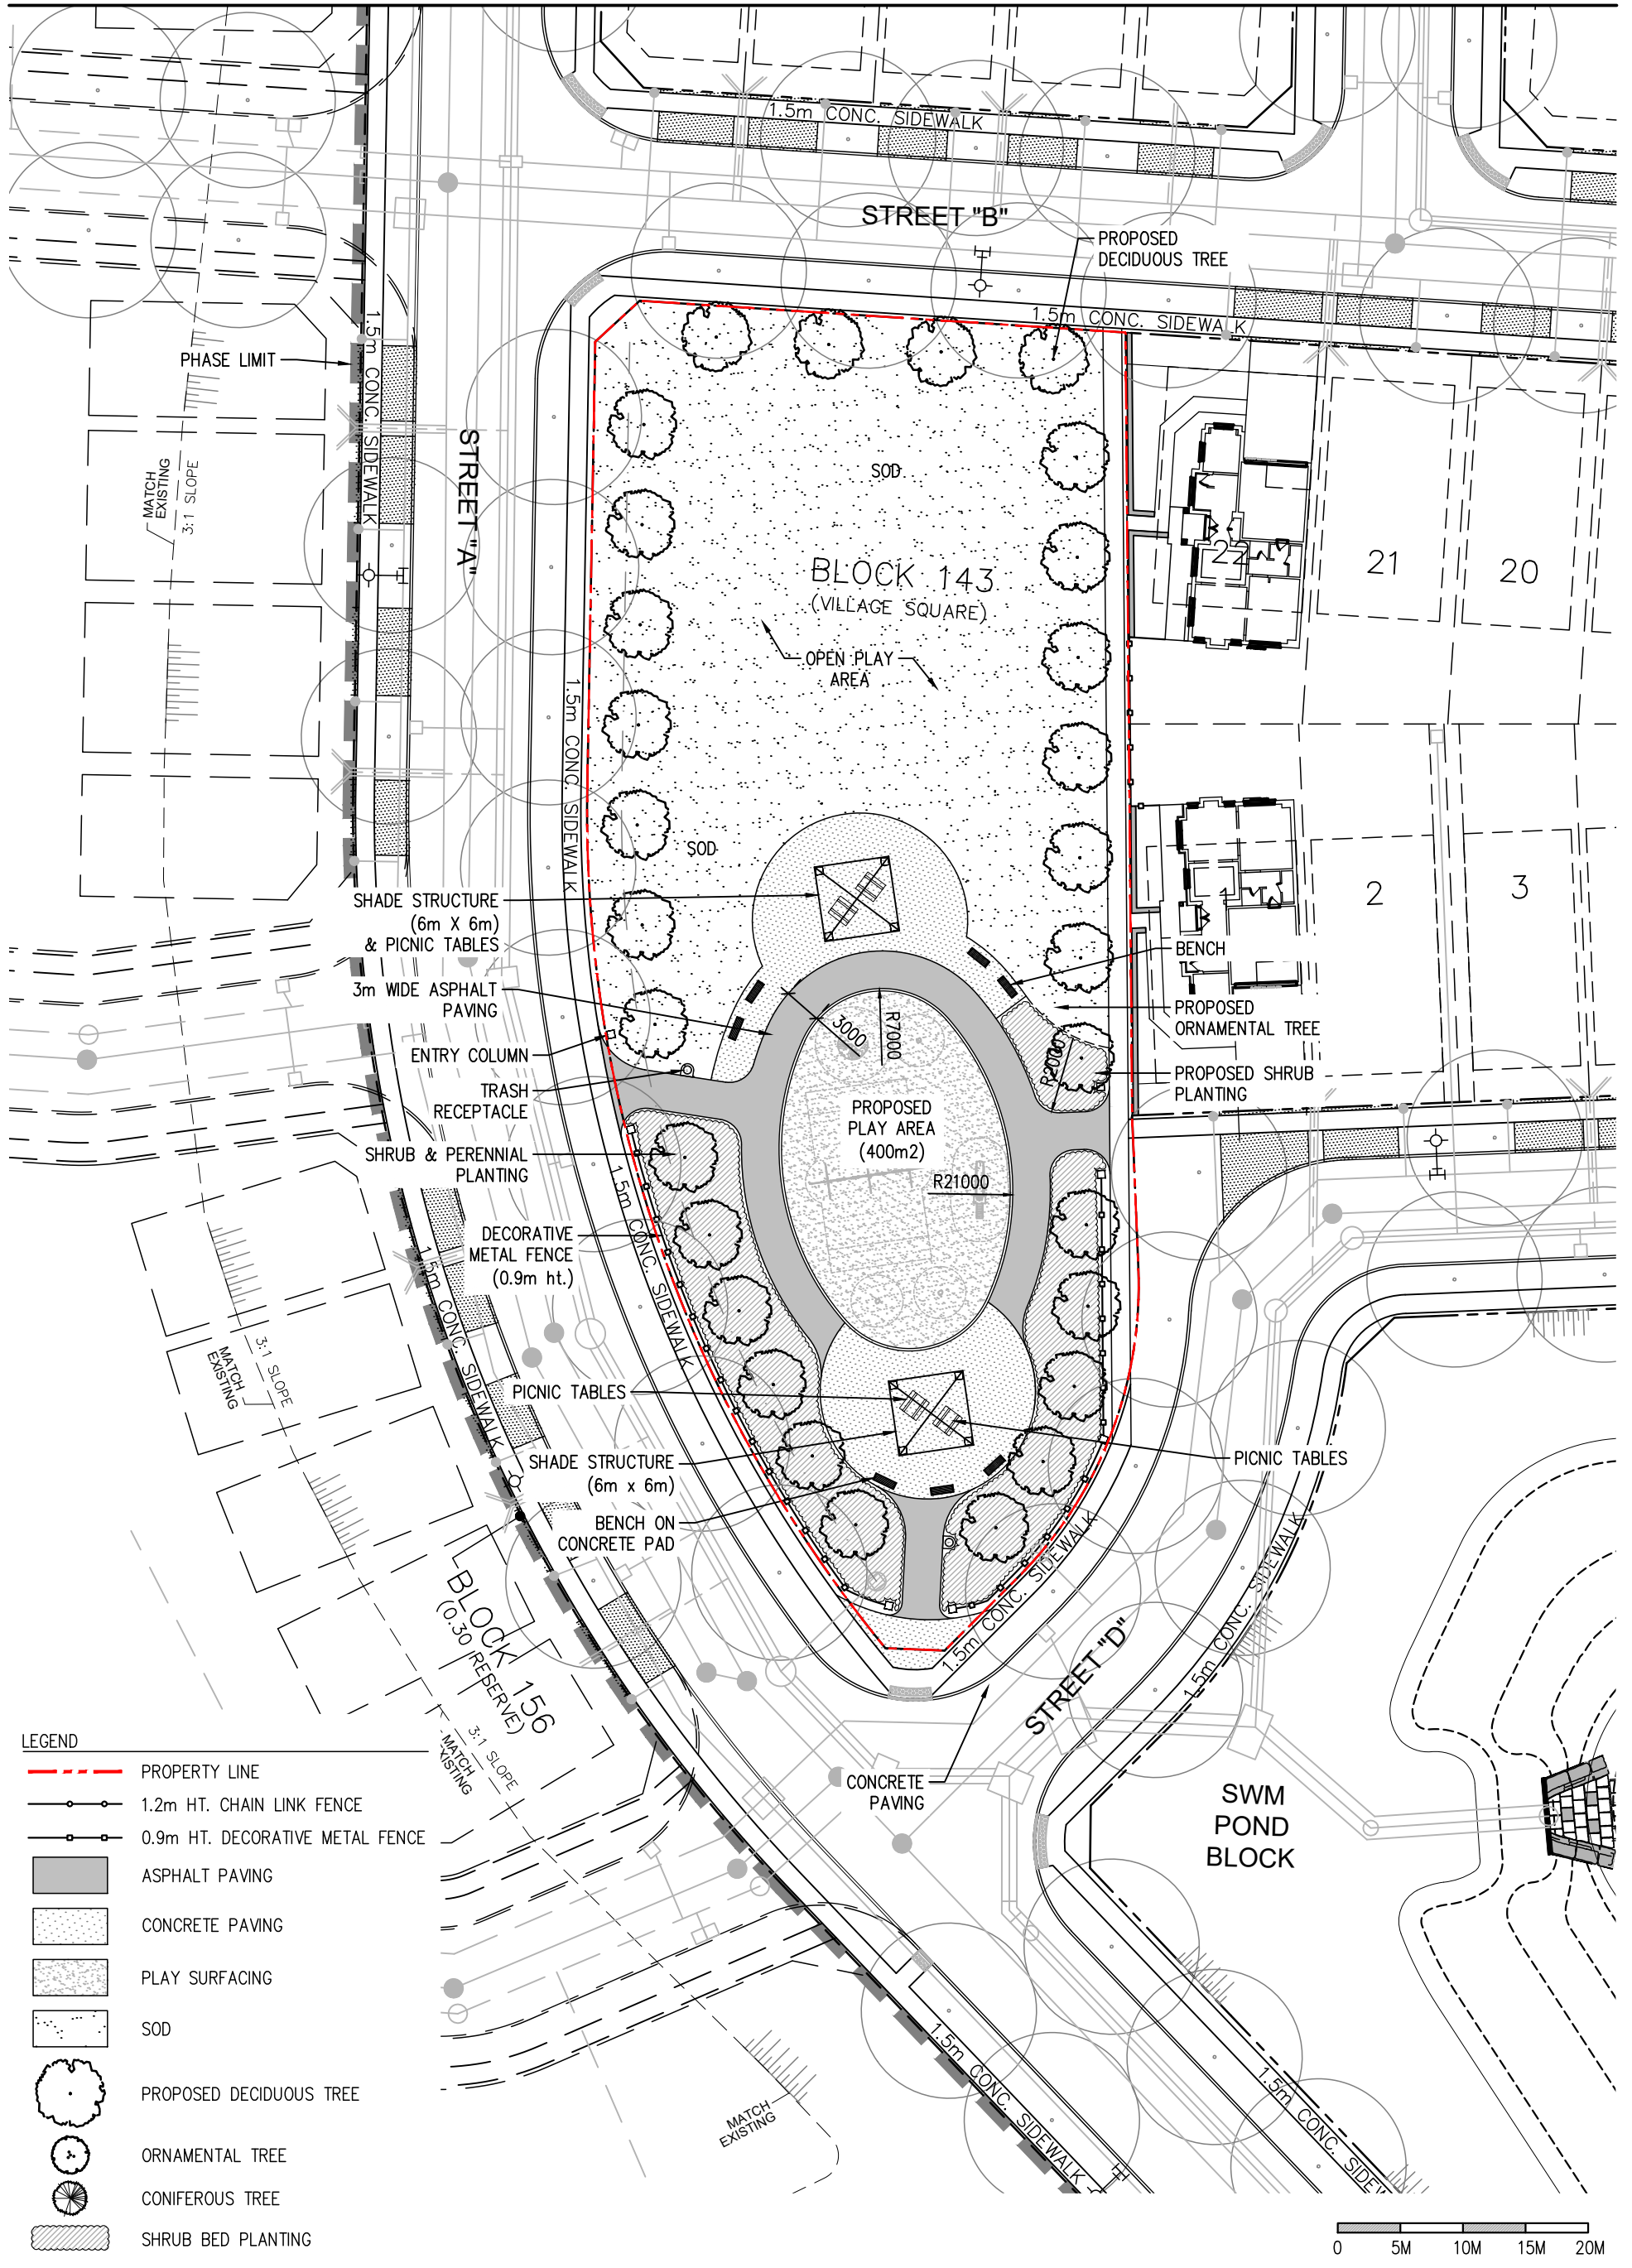 1.5m CONC. SIDEWALK
STREET "B"
PROPOSED
DECIDUOUS TREE
1.5m CONC. SIDEWALK
1.5m CONC. SIDEWALK
PHASE LIMIT
STREET "A"
MATCH
EXISTING
3:1 SLOPE
SOD
BLOCK 143
(VILLAGE SQUARE)
22
21
20
OPEN PLAY
AREA
1.5m CONC. SIDEWALK
SOD
SHADE STRUCTURE
(6m X 6m)
& PICNIC TABLES
1
2
3
BENCH
3m WIDE ASPHALT
PAVING
3000
R7000
PROPOSED
ORNAMENTAL TREE
ENTRY COLUMN
R2000
PROPOSED SHRUB
PLANTING
TRASH
RECEPTACLE
PROPOSED
PLAY AREA
(400m2)
SHRUB & PERENNIAL
PLANTING
R21000
1.5m CONC. SIDEWALK
DECORATIVE
METAL FENCE
(0.9m ht.)
1.5m CONC. SIDEWALK
3:1 SLOPE
MATCH
EXISTING
PICNIC TABLES
SHADE STRUCTURE
(6m x 6m)
PICNIC TABLES
BENCH ON
CONCRETE PAD
1.5m CONC. SIDEWALK
1.5m CONC. SIDEWALK
BLOCK 156
(0.30 RESERVE)
STREET "D"
3:1 SLOPE
MATCH
EXISTING
CONCRETE
PAVING
SWM
POND
BLOCK
LEGEND
PROPERTY LINE
1.2m HT. CHAIN LINK FENCE
0.9m HT. DECORATIVE METAL FENCE
ASPHALT PAVING
CONCRETE PAVING
PLAY SURFACING
SOD
PROPOSED DECIDUOUS TREE
ORNAMENTAL TREE
CONIFEROUS TREE
SHRUB BED PLANTING
MATCH
EXISTING
1.5m CONC. SIDEWALK
1.5m CONC. SIDEW
0 5M 10M 15M 20M